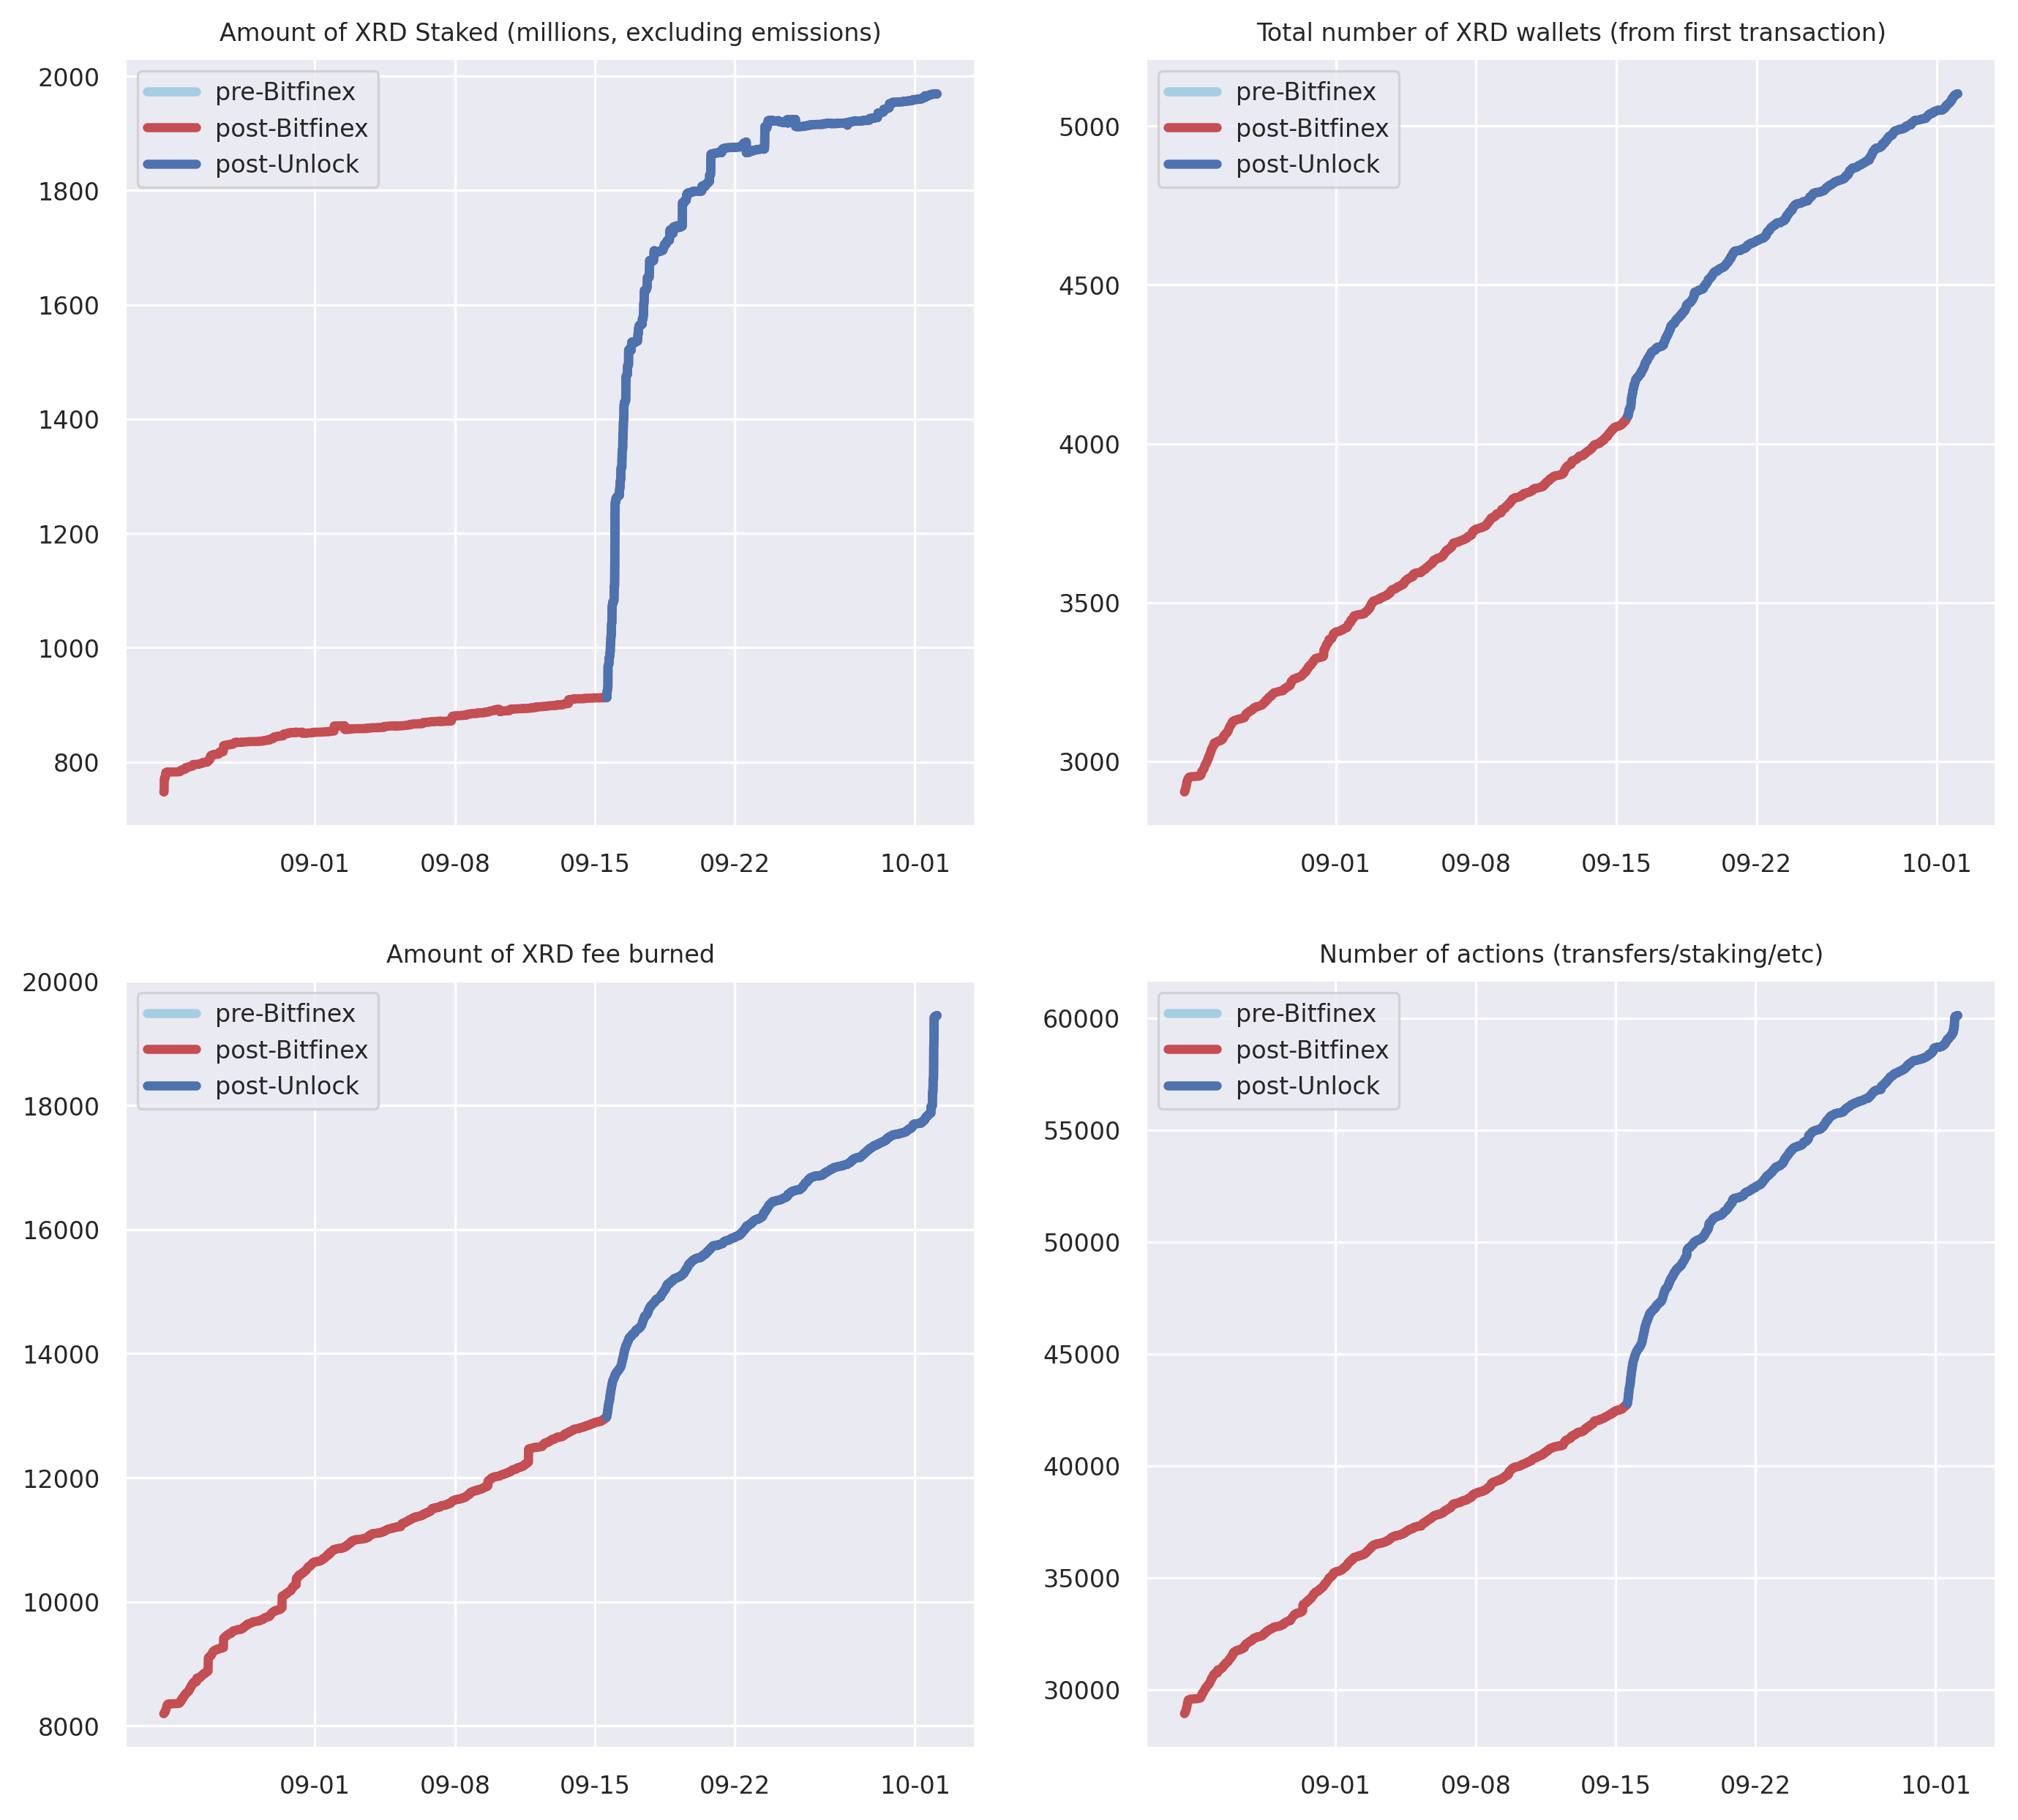 Amount of XRD Staked (millions, excluding emissions)
2000
1800
1600
1400
1200
1000
800
pre-Bitfinex
post-Bitfinex
post-Unlock
09-01 09-08 09-15 09-22 10-01
Total number of XRD wallets (from first transaction)
5000
4500
4000
3500
3000
pre-Bitfinex
post-Bitfinex
post-Unlock
09-01 09-08 09-15 09-22 10-01
Amount of XRD fee burned
20000
18000
16000
14000
12000
10000
8000
pre-Bitfinex
post-Bitfinex
post-Unlock
09-01 09-08 09-15 09-22 10-01
Number of actions (transfers/staking/etc)
60000
55000
50000
45000
40000
35000
30000
pre-Bitfinex
post-Bitfinex
post-Unlock
09-01 09-08 09-15 09-22 10-01